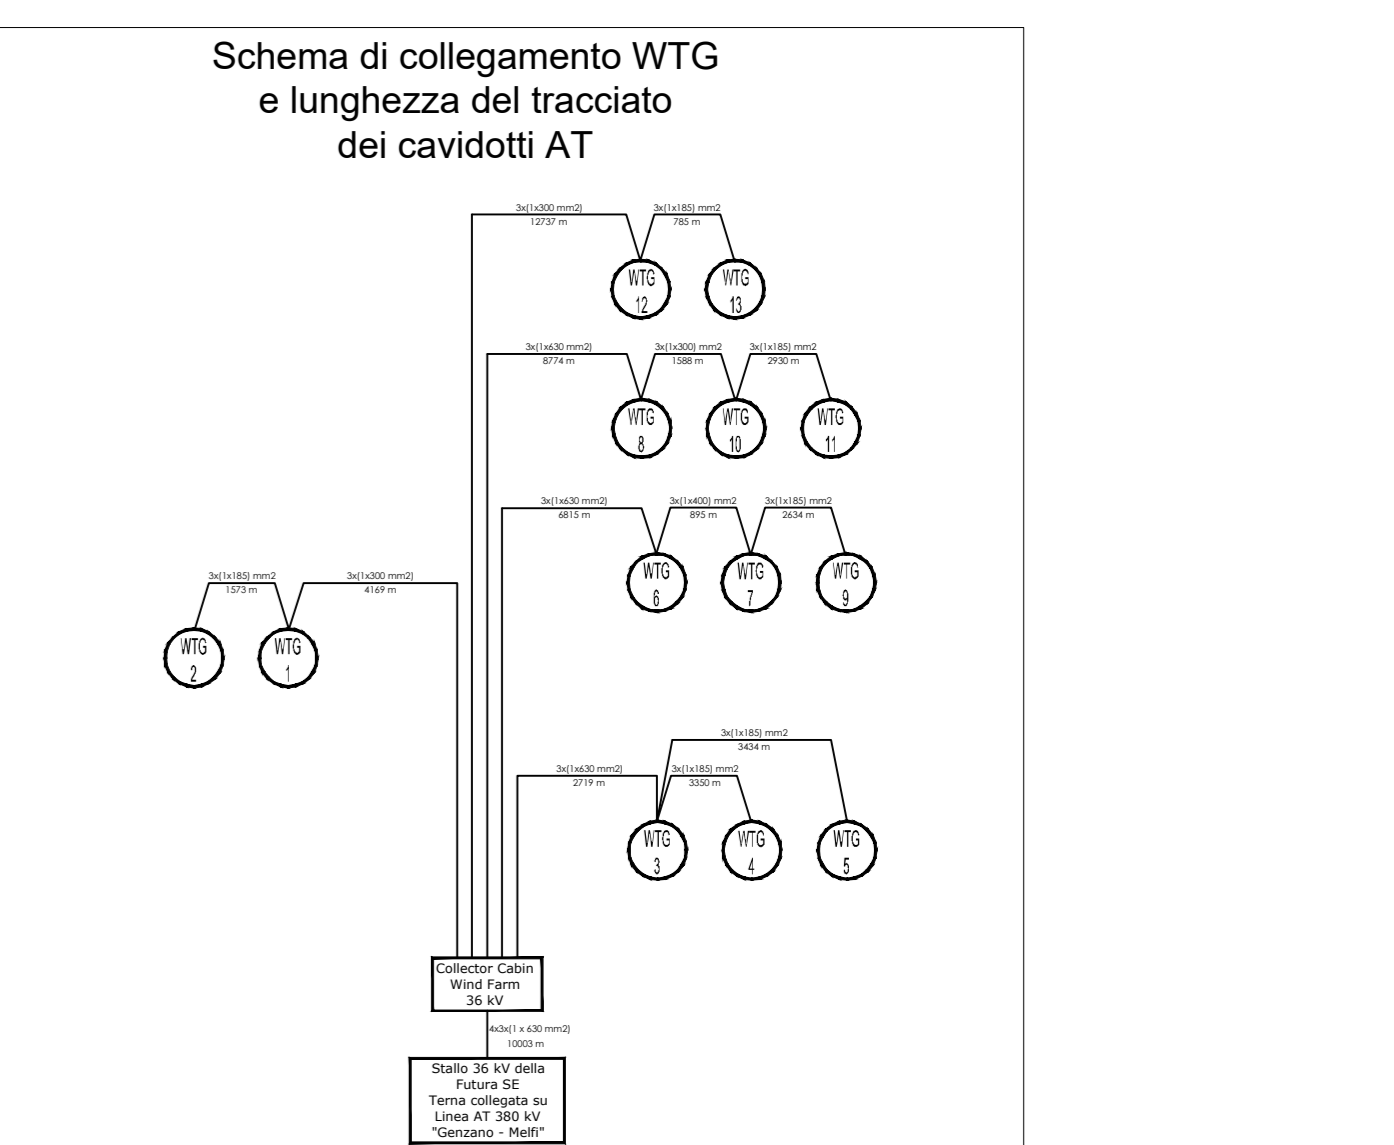 Schema di collegamento WTG
e lunghezza del tracciato
dei cavidotti AT
3x(1x300 mm2)
12737 m
3x(1x185) mm2
785 m
WTG
12
WTG
13
3x(1x630 mm2)
8774 m
3x(1x300) mm2
1588 m
3x(1x185) mm2
2930 m
WTG
8
WTG
10
WTG
11
3x(1x630 mm2)
6815 m
3x(1x400) mm2
895 m
3x(1x185) mm2
2634 m
WTG
6
WTG
7
WTG
9
3x(1x185) mm2
1573 m
3x(1x300 mm2)
4169 m
WTG
2
WTG
1
3x(1x185) mm2
3434 m
3x(1x630 mm2)
2719 m
3x(1x185) mm2
3350 m
WTG
3
WTG
4
WTG
5
Collector Cabin
Wind Farm
36 kV
4x3x(1 x 630 mm2)
10003 m
Stallo 36 kV della
Futura SE
Terna collegata su
Linea AT 380 kV
"Genzano - Melfi"